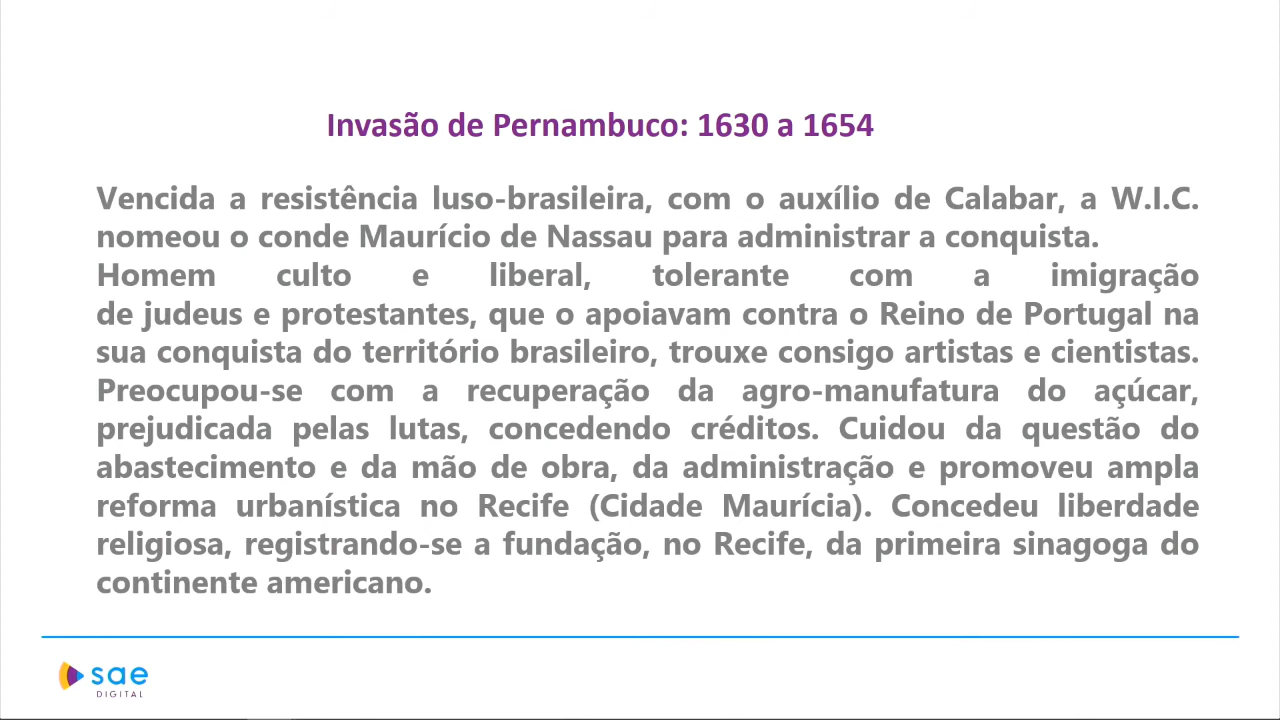 Invasão de Pernambuco: 1630 a 1654
Vencida a resistência luso-brasileira, com o auxílio de Calabar, a W.I.C.
nomeou o conde Maurício de Nassau para administrar a conquista.
Homem culto e liberal, tolerante com a imigração
de judeus e protestantes, que o apoiavam contra o Reino de Portugal na
sua conquista do território brasileiro, trouxe consigo artistas e cientistas.
Preocupou-se com a recuperação da agro-manufatura do açúcar,
prejudicada pelas lutas, concedendo créditos. Cuidou da questão do
abastecimento e da mão de obra, da administração e promoveu ampla
reforma urbanística no Recife (Cidade Maurícia). Concedeu liberdade
religiosa, registrando-se a fundação, no Recife, da primeira sinagoga do
continente americano.
sae
DIGITAL